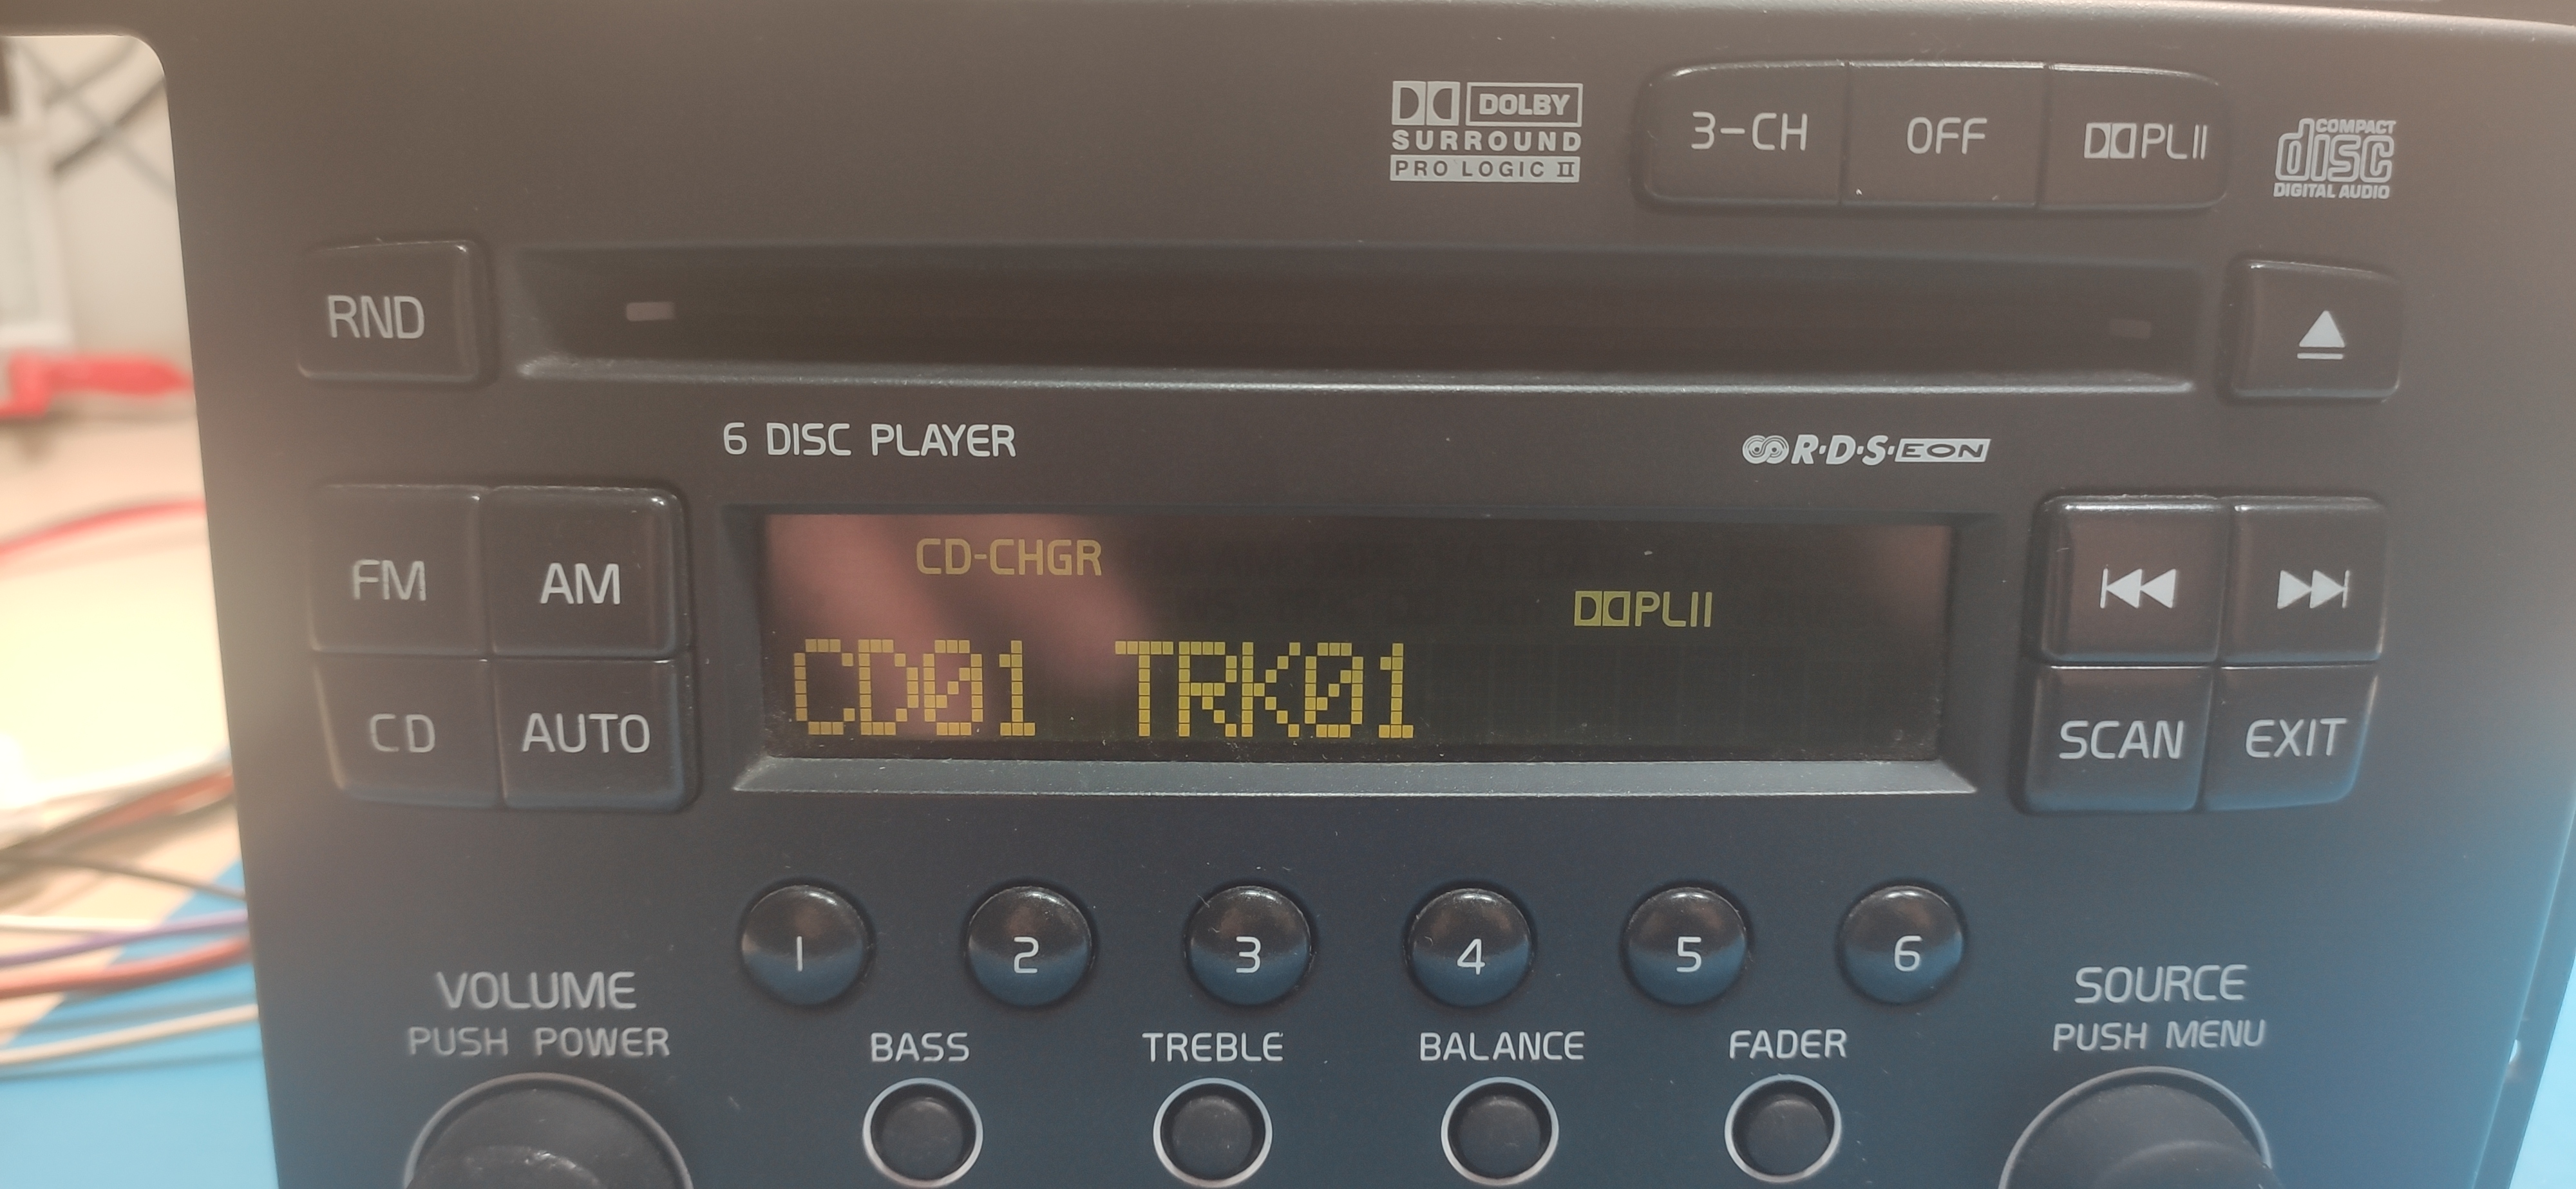 DOLBY
SURROUND
PRO LOGIC II
3-CH OFF PLII
COMPACT
disc
DIGITAL AUDIO
RND
6 DISC PLAYER
R·D·S·EON
FM AM
CD AUTO
CD-CHGR
PLII
CD01 TRK01
SCAN EXIT
1 2 3 4 5 6
VOLUME
PUSH POWER
BASS TREBLE BALANCE FADER
SOURCE
PUSH MENU